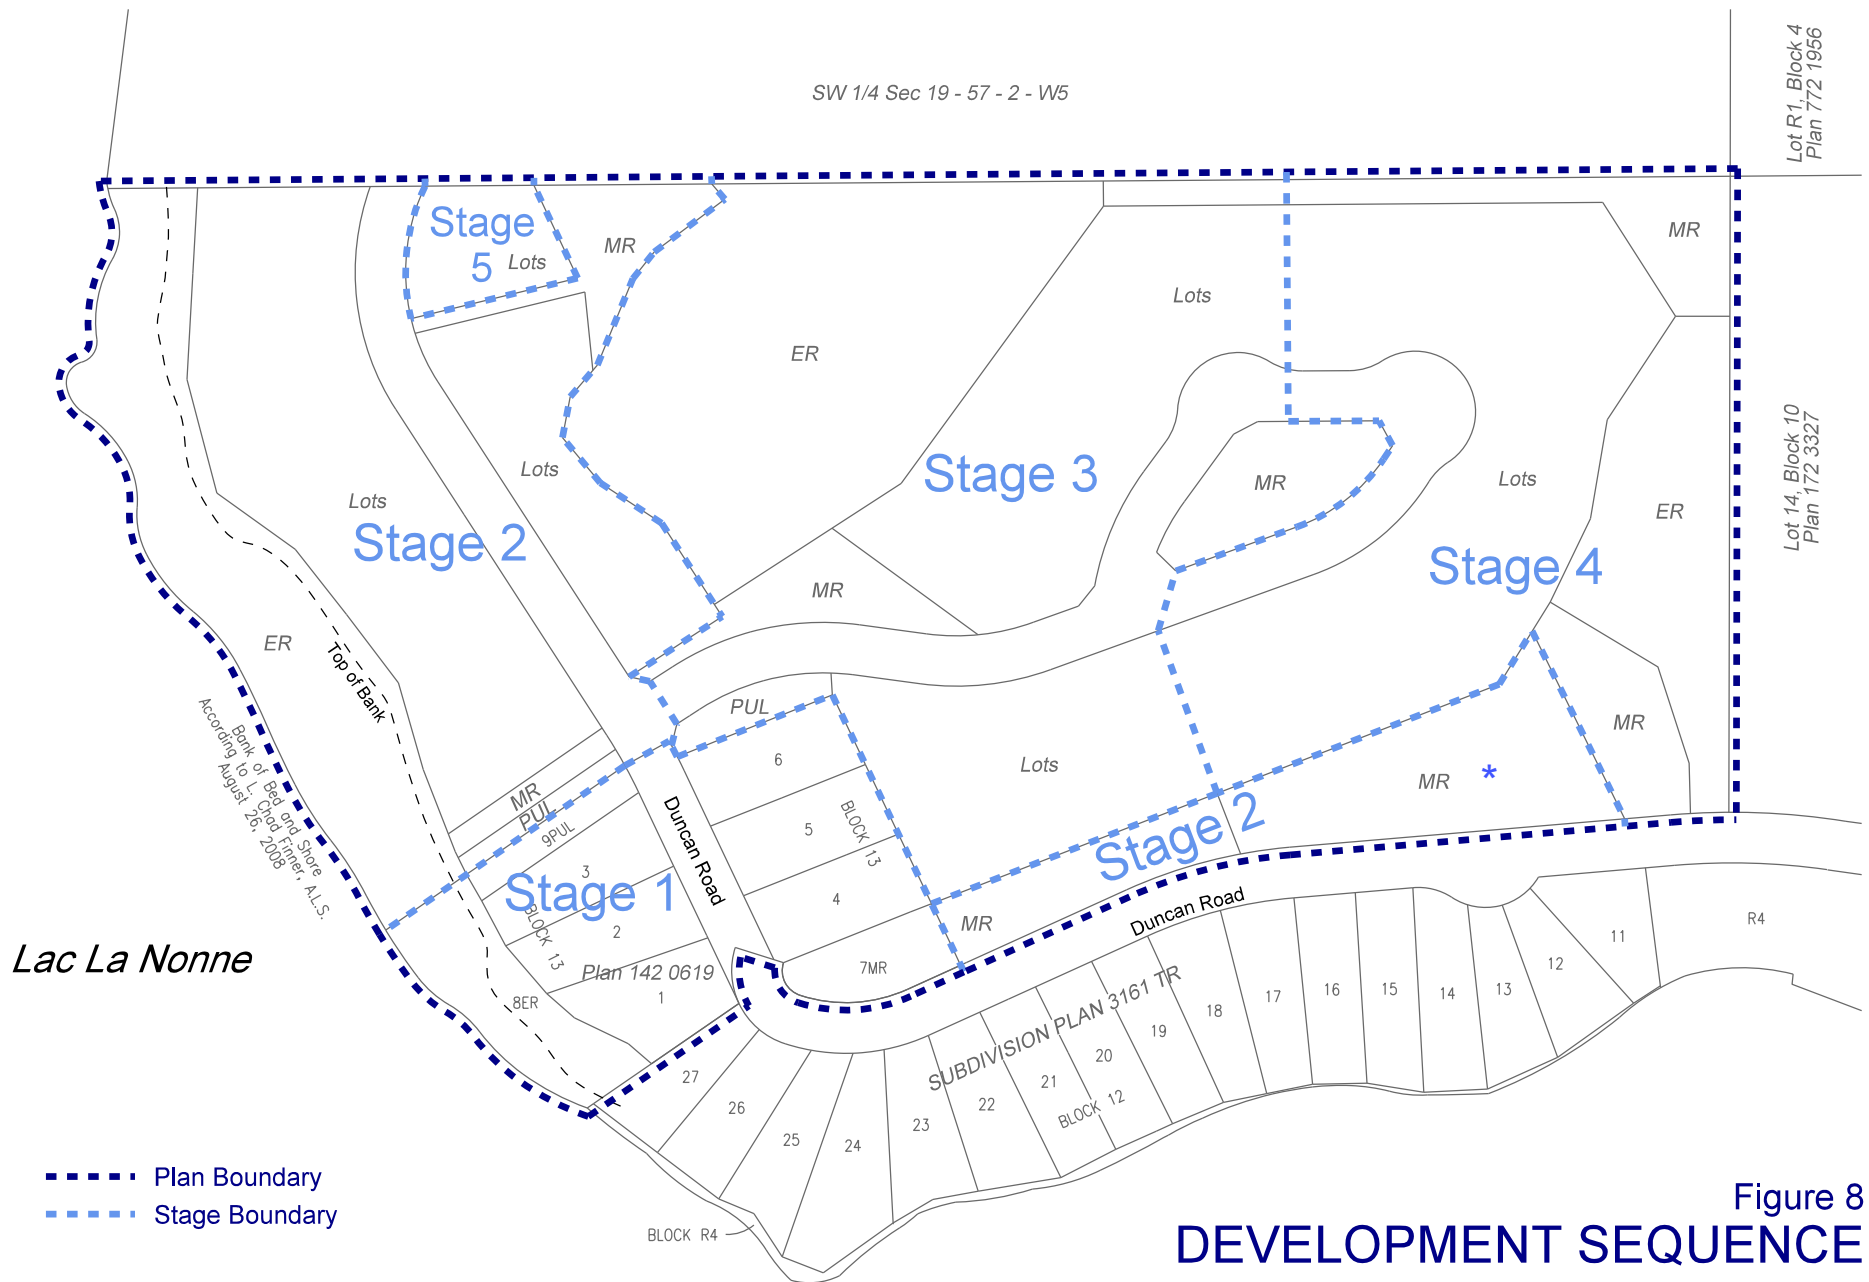 SW 1/4 Sec 19 - 57 - 2 - W5
Lot R1, Block 4
Plan 772 1956
Stage
5
Lots
MR
MR
Lots
ER
Lots
Lots
Stage 2
Stage 3
MR
Lots
ER
Lot 14, Block 10
Plan 172 3327
Stage 4
MR
ER
Top of Bank
Bank of Bed and Shore
According to L. Chad Finner, A.L.S.
August 26, 2008
PUL
6
Lots
MR
MR *
MR
PUL
9PUL
Duncan Road
5
BLOCK 13
Stage 2
3
Stage 1
4
2
BLOCK 13
MR
Duncan Road
Lac La Nonne
Plan 142 0619
7MR
8ER
1
SUBDIVISION PLAN 3161 TR
27
26
25
24
23
22
21
20
19
18
17
16
15
14
13
12
11
R4
BLOCK 12
BLOCK R4
Plan Boundary
Stage Boundary
Figure 8
DEVELOPMENT SEQUENCE